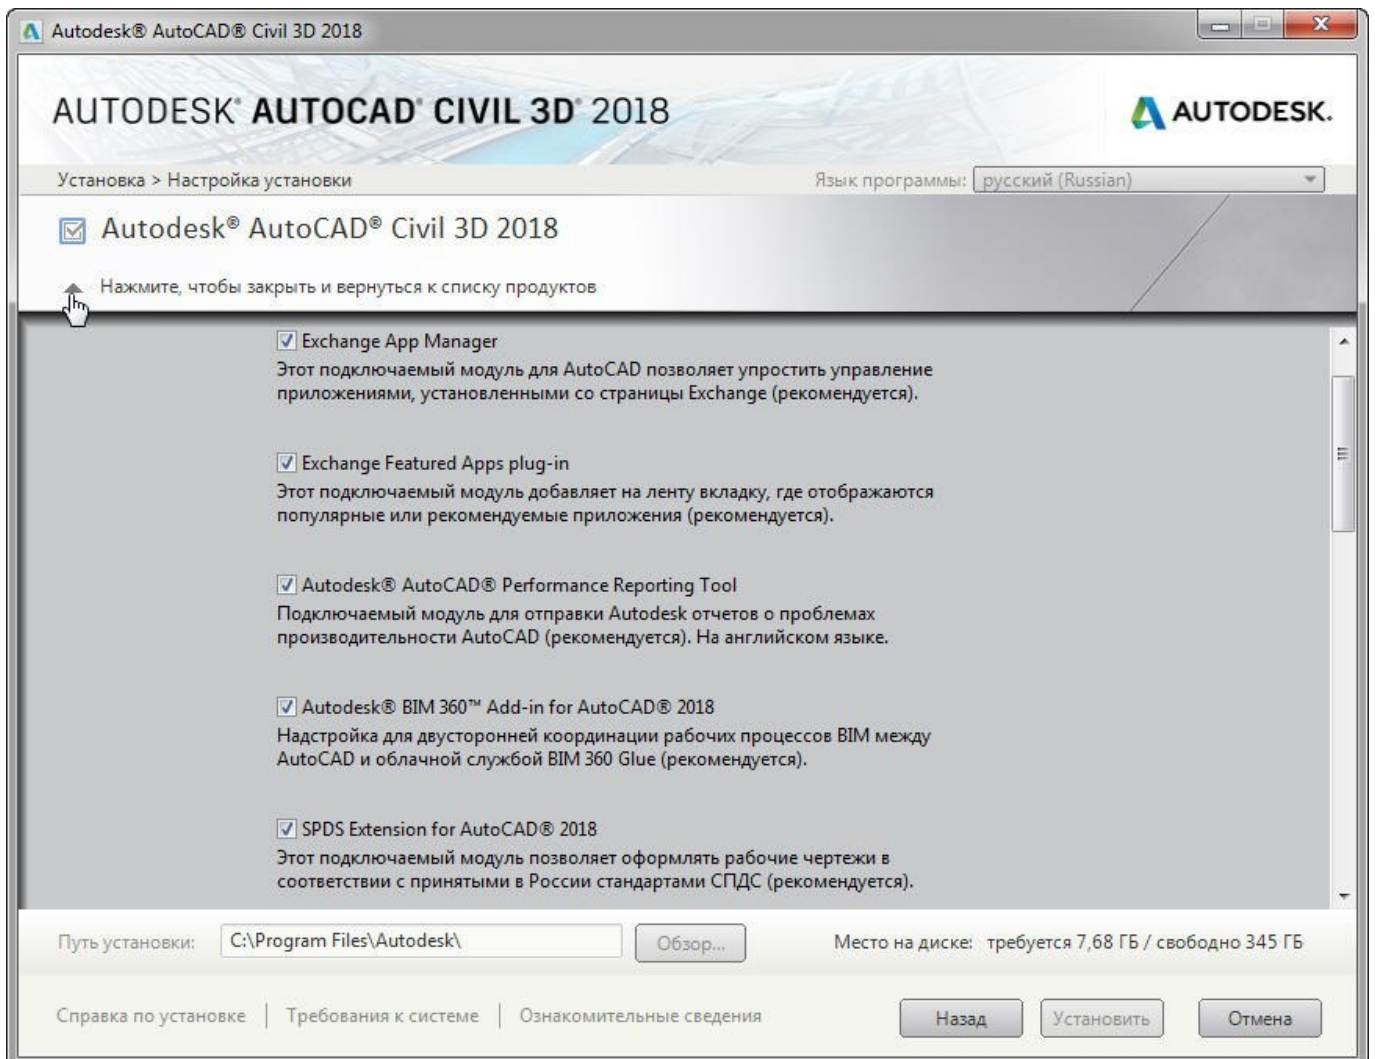 Autodesk® AutoCAD® Civil 3D 2018
AUTODESK® AUTOCAD® CIVIL 3D® 2018
AUTODESK.
Установка > Настройка установки
Язык программы: русский (Russian)
Autodesk® AutoCAD® Civil 3D 2018
Нажмите, чтобы закрыть и вернуться к списку продуктов
Exchange App Manager
Этот подключаемый модуль для AutoCAD позволяет упростить управление
приложениями, установленными со страницы Exchange (рекомендуется).
Exchange Featured Apps plug-in
Этот подключаемый модуль добавляет на ленту вкладку, где отображаются
популярные или рекомендуемые приложения (рекомендуется).
Autodesk® AutoCAD® Performance Reporting Tool
Подключаемый модуль для отправки Autodesk отчетов о проблемах
производительности AutoCAD (рекомендуется). На английском языке.
Autodesk® BIM 360™ Add-in for AutoCAD® 2018
Надстройка для двусторонней координации рабочих процессов BIM между
AutoCAD и облачной службой BIM 360 Glue (рекомендуется).
SPDS Extension for AutoCAD® 2018
Этот подключаемый модуль позволяет оформлять рабочие чертежи в
соответствии с принятыми в России стандартами СПДС (рекомендуется).
Путь установки: C:\Program Files\Autodesk\ Обзор... Место на диске: требуется 7,68 ГБ / свободно 345 ГБ
Справка по установке | Требования к системе | Ознакомительные сведения
Назад Установить Отмена